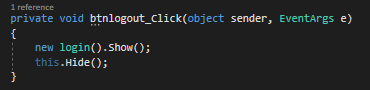 1 reference
private void btnlogout_Click(object sender, EventArgs e)
{
    new login().Show();
    this.Hide();
}